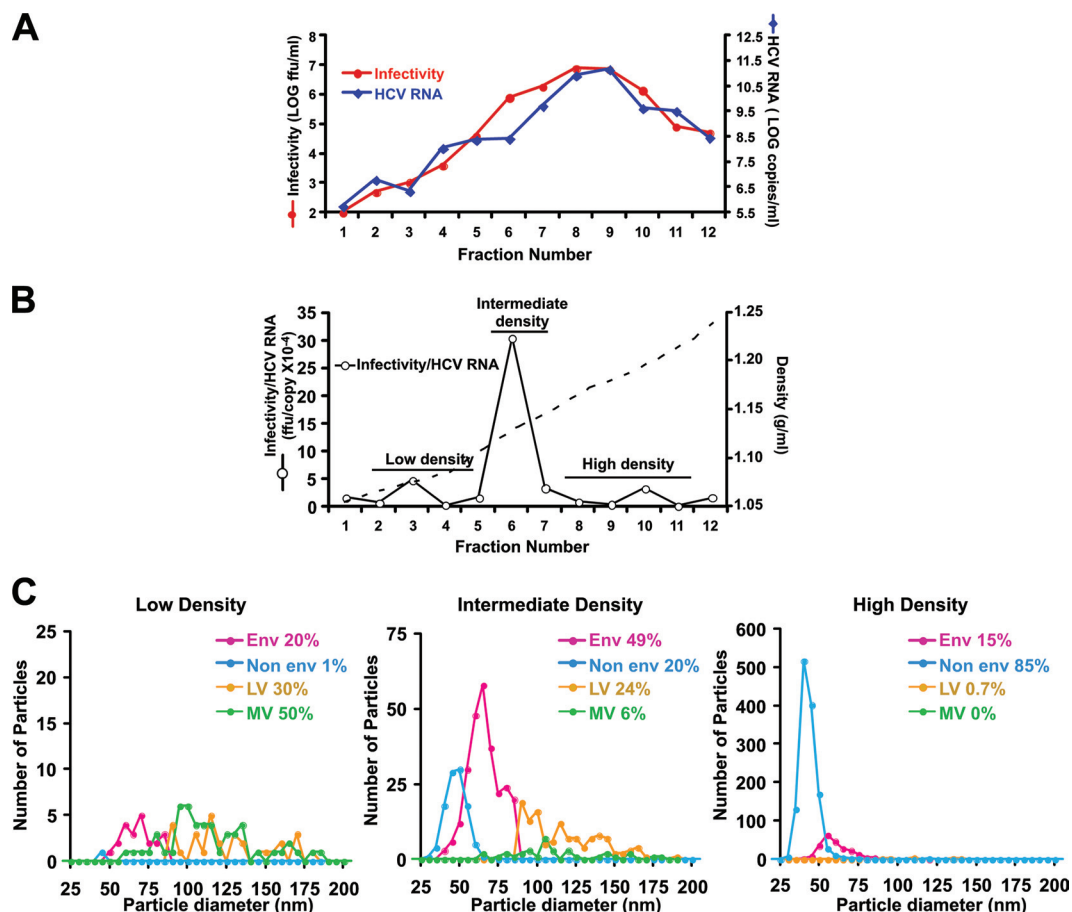 A
Infectivity (LOG ffu/ml)
8
7
6
5
4
3
2
Infectivity
HCV RNA
12.5
11.5
10.5
9.5
8.5
7.5
6.5
5.5
HCV RNA ( LOG copies/ml)
1 2 3 4 5 6 7 8 9 10 11 12
Fraction Number
B
Infectivity/HCV RNA
(ffu/copy X10-4)
35
30
25
20
15
10
5
0
Intermediate
density
Infectivity/HCV RNA
Low density
High density
1.25
1.20
1.15
1.10
1.05
Density (g/ml)
1 2 3 4 5 6 7 8 9 10 11 12
Fraction Number
C
Low Density
Number of Particles
25
20
15
10
5
0
Env 20%
Non env 1%
LV 30%
MV 50%
25 50 75 100 125 150 175 200
Particle diameter (nm)
Intermediate Density
Number of Particles
75
50
25
0
Env 49%
Non env 20%
LV 24%
MV 6%
25 50 75 100 125 150 175 200
Particle diameter (nm)
High Density
Number of Particles
600
500
400
300
200
100
0
Env 15%
Non env 85%
LV 0.7%
MV 0%
25 50 75 100 125 150 175 200
Particle diameter (nm)